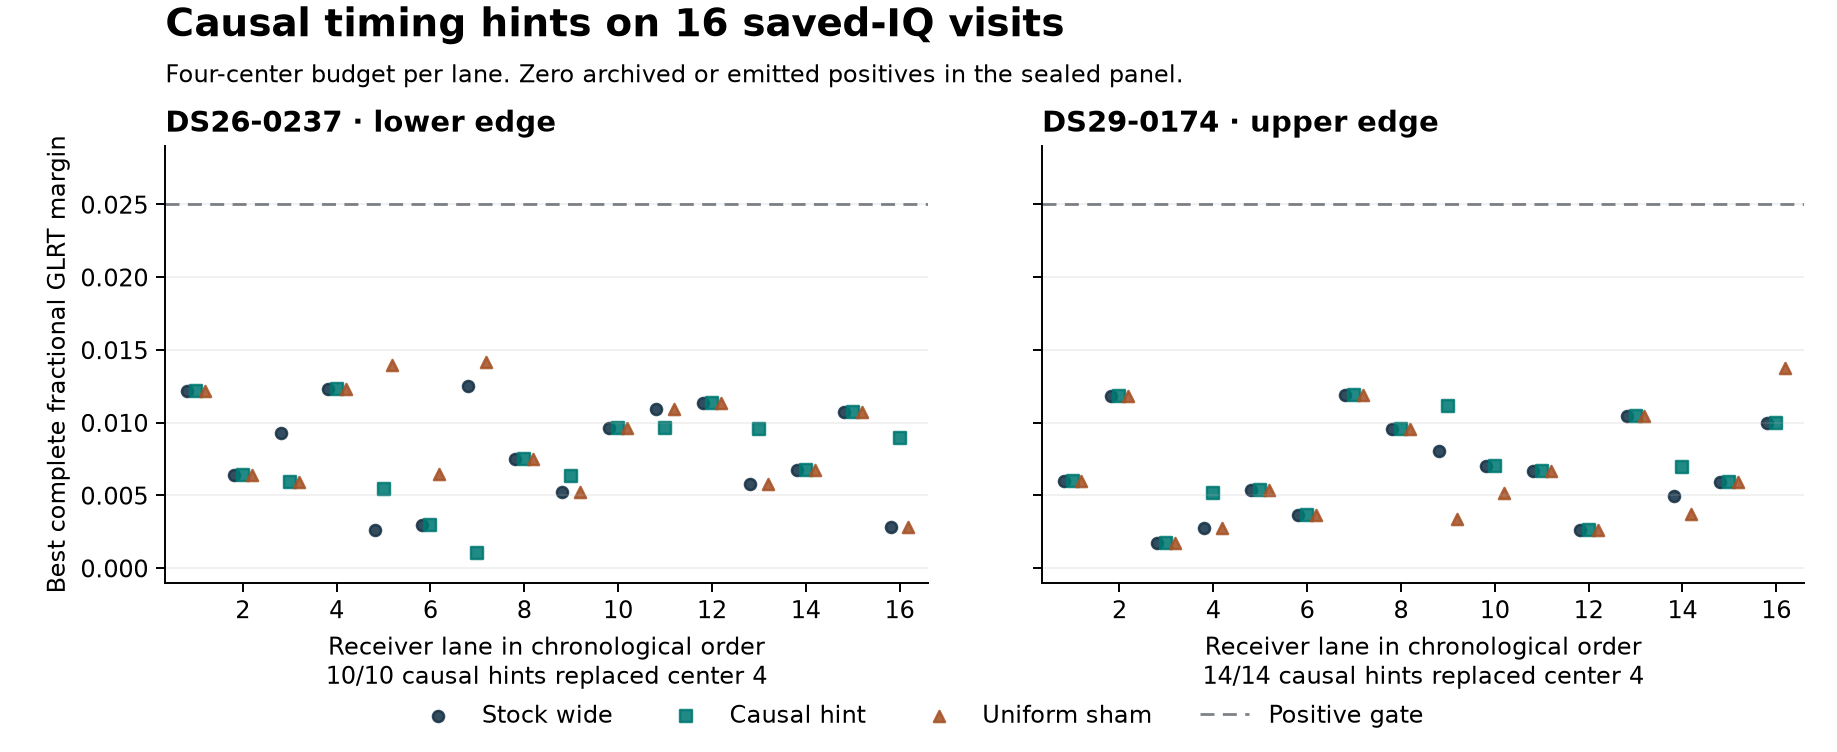 Causal timing hints on 16 saved-IQ visits
Four-center budget per lane. Zero archived or emitted positives in the sealed panel.
DS26-0237 · lower edge
DS29-0174 · upper edge
Best complete fractional GLRT margin
0.025
0.020
0.015
0.010
0.005
0.000
2 4 6 8 10 12 14 16
2 4 6 8 10 12 14 16
Receiver lane in chronological order
10/10 causal hints replaced center 4
Receiver lane in chronological order
14/14 causal hints replaced center 4
Stock wide Causal hint Uniform sham Positive gate